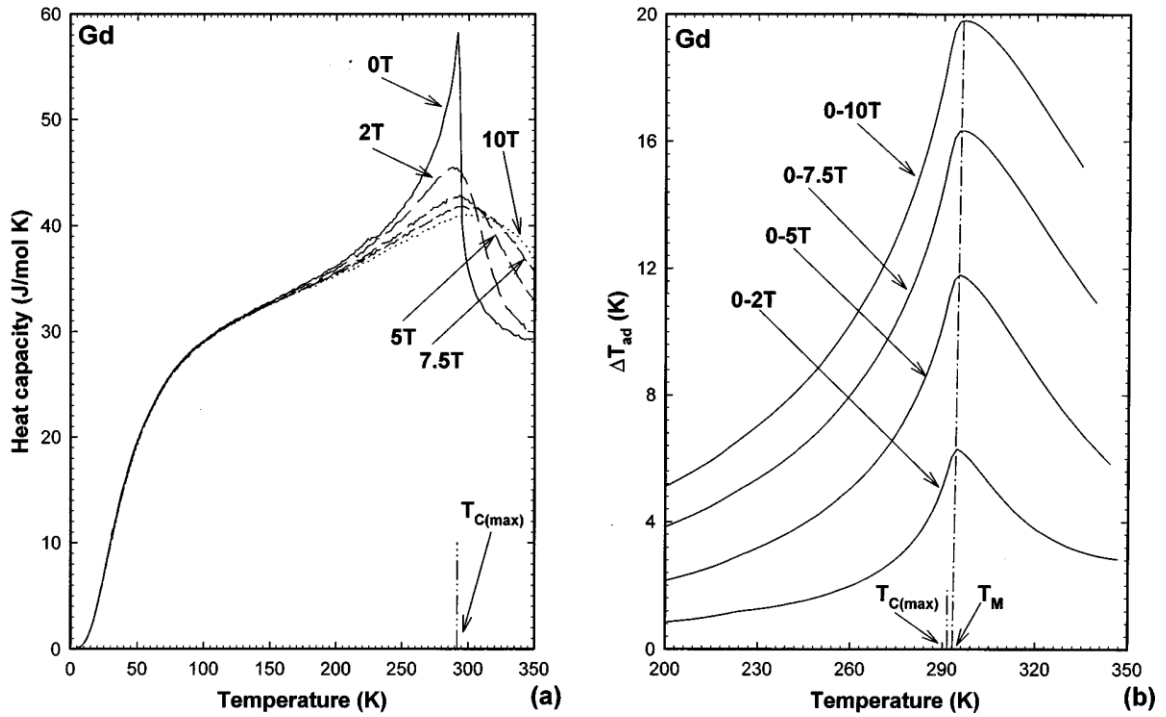 Gd
0T
2T
10T
5T
7.5T
T_C(max)
Heat capacity (J/mol K)
60
50
40
30
20
10
0
0 50 100 150 200 250 300 350
Temperature (K)
(a)
Gd
0-10T
0-7.5T
0-5T
0-2T
T_C(max)
T_M
ΔT_ad (K)
20
16
12
8
4
0
200 230 260 290 320 350
Temperature (K)
(b)